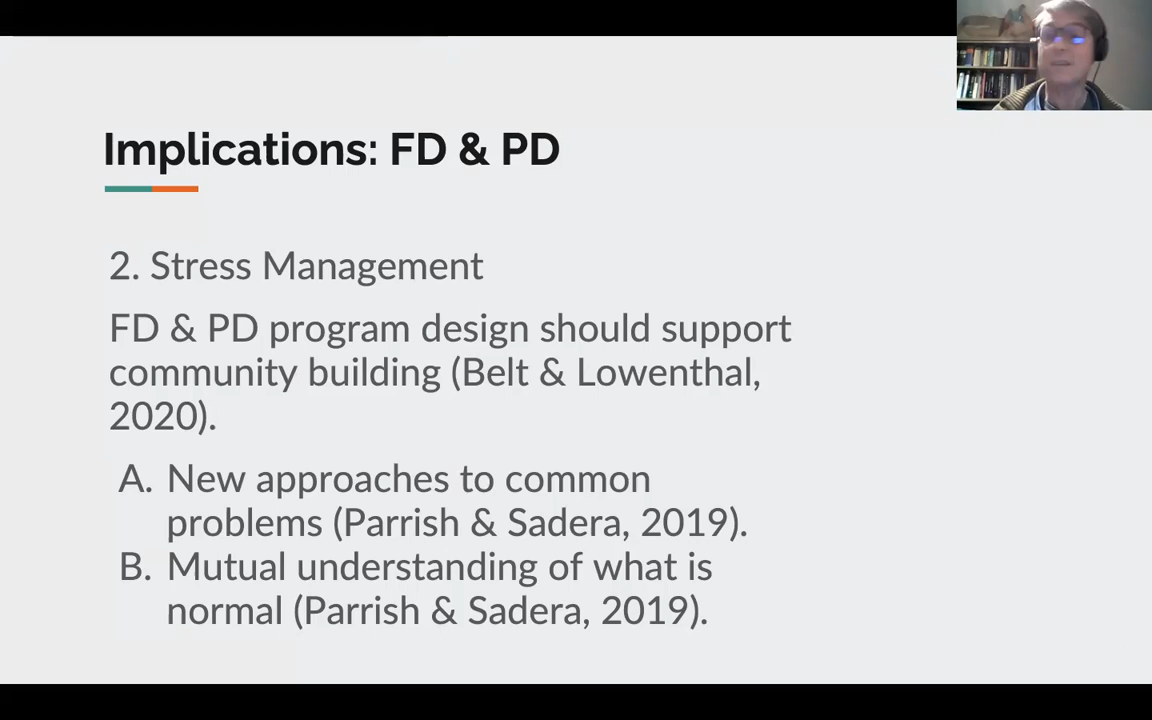 Implications: FD & PD
2. Stress Management
FD & PD program design should support
community building (Belt & Lowenthal,
2020).
A. New approaches to common
problems (Parrish & Sadera, 2019).
B. Mutual understanding of what is
normal (Parrish & Sadera, 2019).